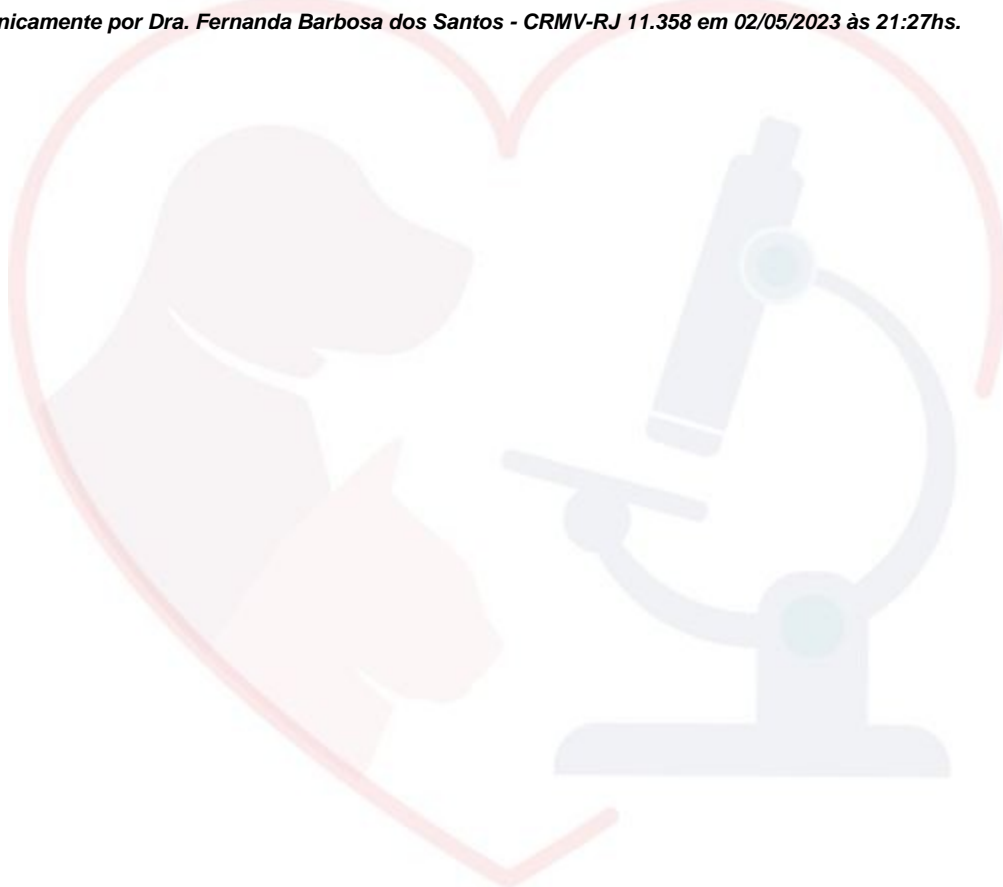 nicamente por Dra. Fernanda Barbosa dos Santos - CRMV-RJ 11.358 em 02/05/2023 às 21:27hs.